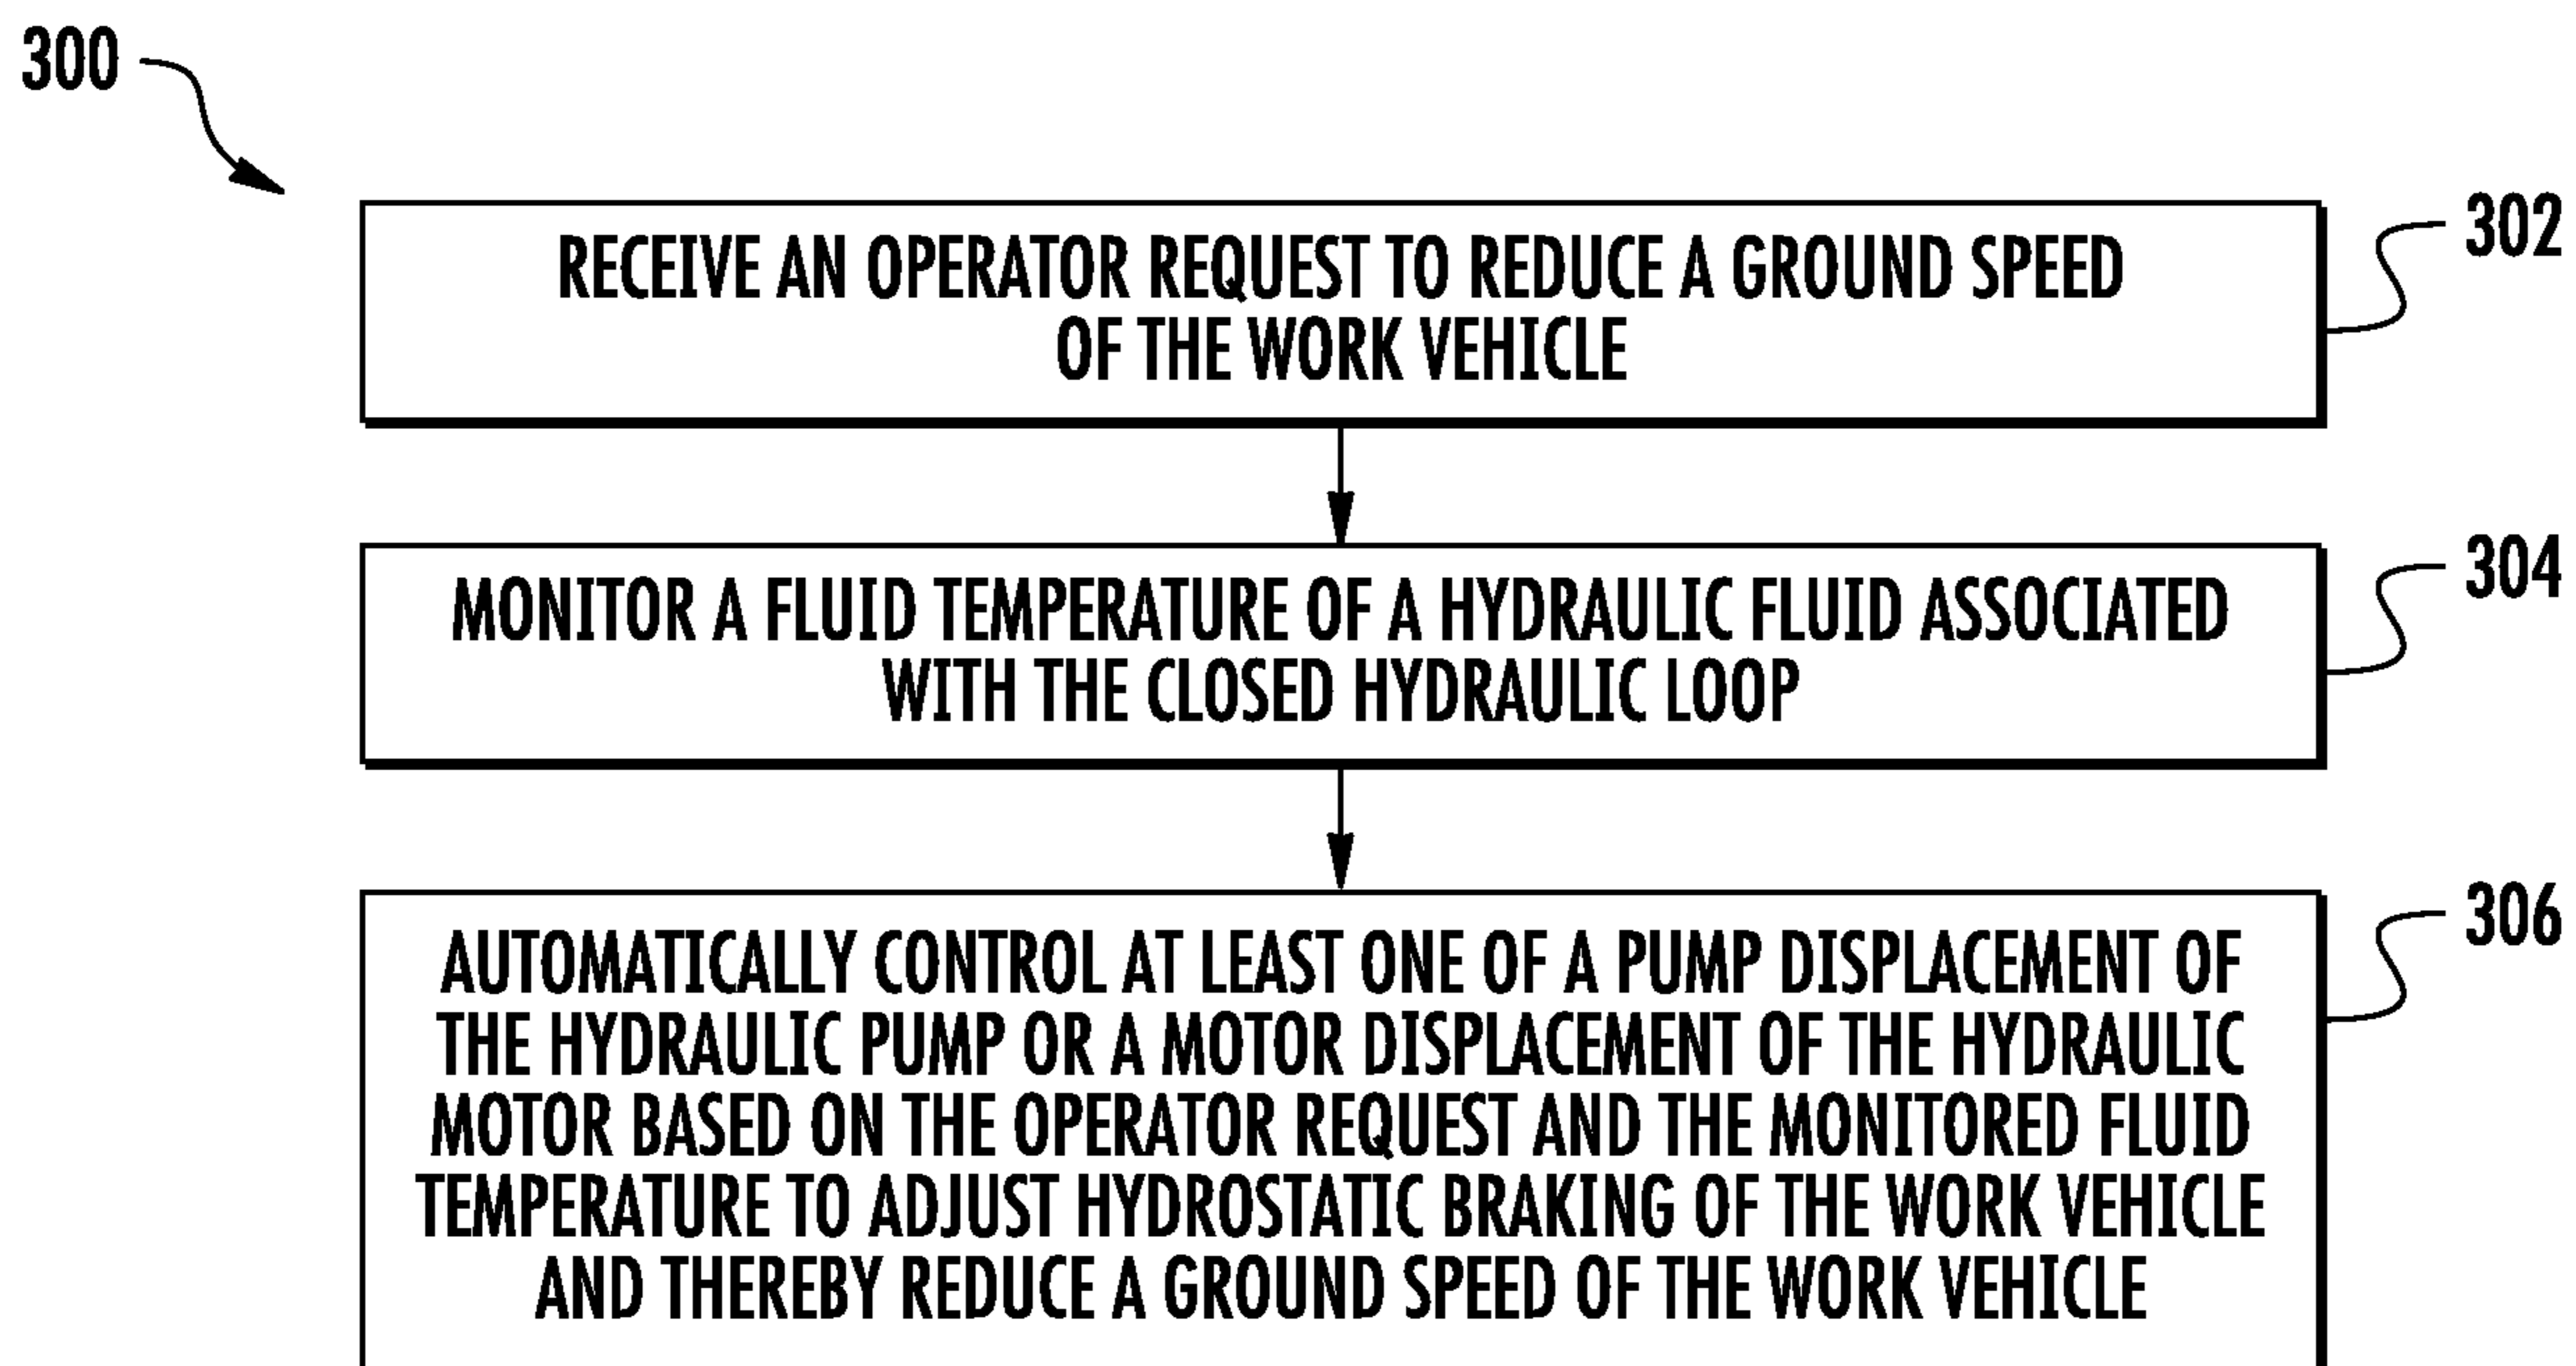 300
RECEIVE AN OPERATOR REQUEST TO REDUCE A GROUND SPEED
OF THE WORK VEHICLE
302
MONITOR A FLUID TEMPERATURE OF A HYDRAULIC FLUID ASSOCIATED
WITH THE CLOSED HYDRAULIC LOOP
304
AUTOMATICALLY CONTROL AT LEAST ONE OF A PUMP DISPLACEMENT OF
THE HYDRAULIC PUMP OR A MOTOR DISPLACEMENT OF THE HYDRAULIC
MOTOR BASED ON THE OPERATOR REQUEST AND THE MONITORED FLUID
TEMPERATURE TO ADJUST HYDROSTATIC BRAKING OF THE WORK VEHICLE
AND THEREBY REDUCE A GROUND SPEED OF THE WORK VEHICLE
306